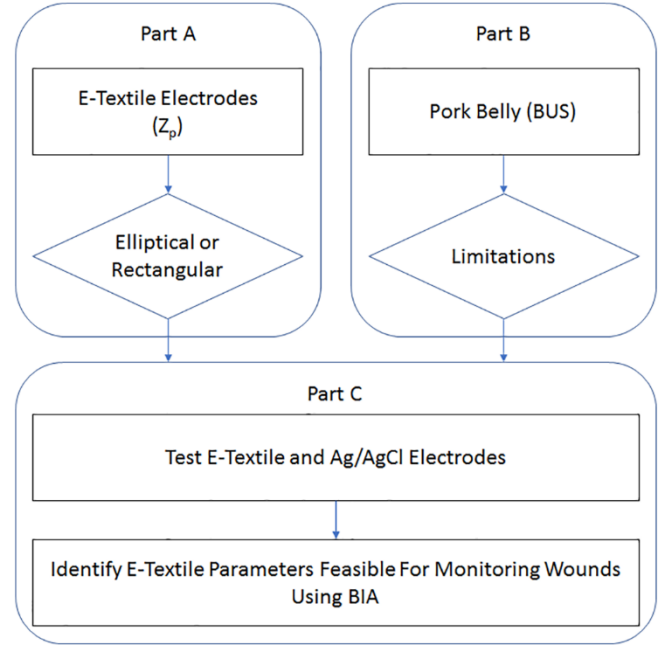 Part A
E-Textile Electrodes
(Zp)
Elliptical or
Rectangular
Part B
Pork Belly (BUS)
Limitations
Part C
Test E-Textile and Ag/AgCl Electrodes
Identify E-Textile Parameters Feasible For Monitoring Wounds
Using BIA